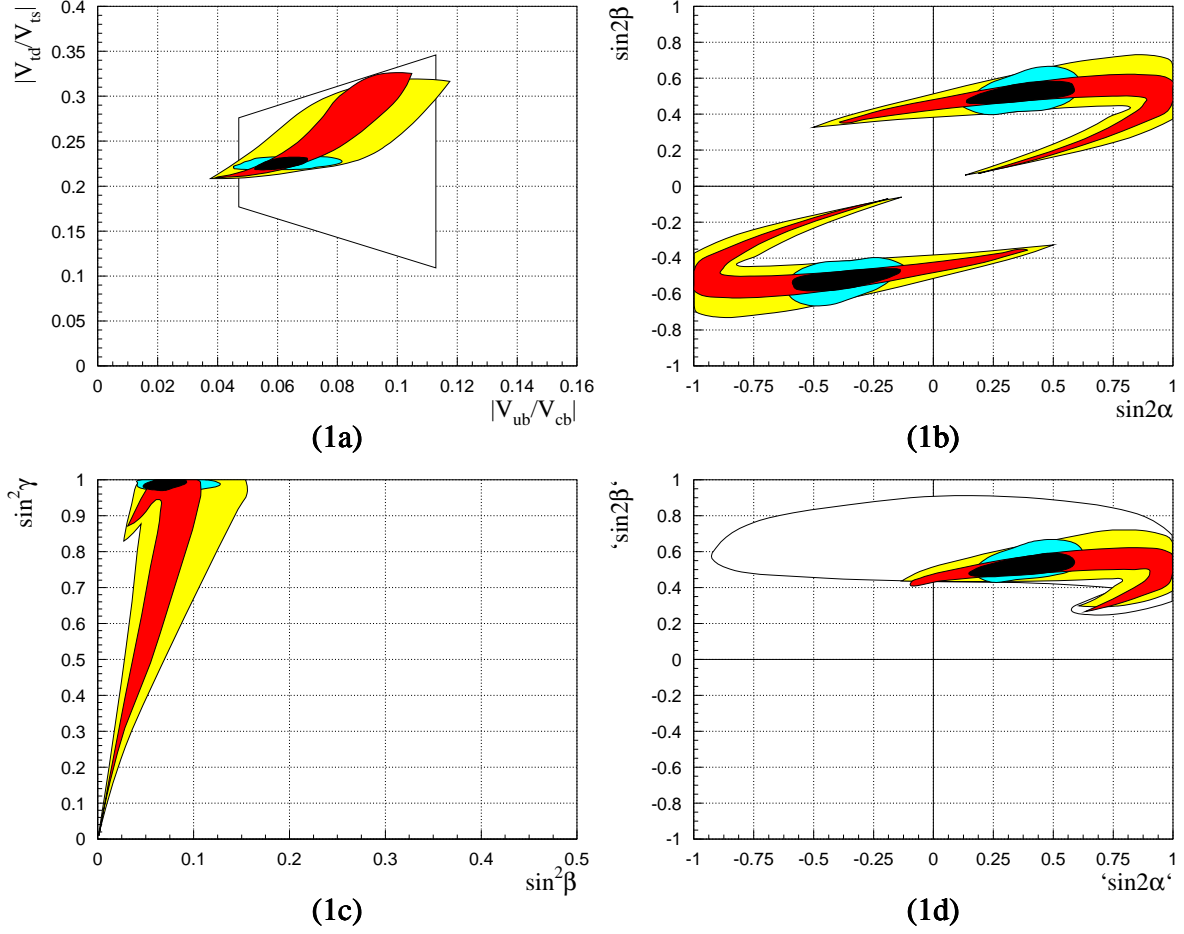 |V_td/V_ts|
0.4
0.35
0.3
0.25
0.2
0.15
0.1
0.05
0
0 0.02 0.04 0.06 0.08 0.1 0.12 0.14 0.16
|V_ub/V_cb|
(1a)
sin2β
1
0.8
0.6
0.4
0.2
0
-0.2
-0.4
-0.6
-0.8
-1
-1 -0.75 -0.5 -0.25 0 0.25 0.5 0.75 1
sin2α
(1b)
sin²γ
1
0.9
0.8
0.7
0.6
0.5
0.4
0.3
0.2
0.1
0
0 0.1 0.2 0.3 0.4 0.5
sin²β
(1c)
‘sin2β‘
1
0.8
0.6
0.4
0.2
0
-0.2
-0.4
-0.6
-0.8
-1
-1 -0.75 -0.5 -0.25 0 0.25 0.5 0.75 1
‘sin2α‘
(1d)